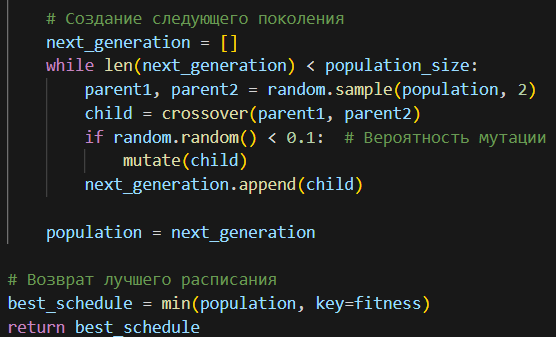 # Создание следующего поколения
next_generation = []
while len(next_generation) < population_size:
parent1, parent2 = random.sample(population, 2)
child = crossover(parent1, parent2)
if random.random() < 0.1:  # Вероятность мутации
mutate(child)
next_generation.append(child)
population = next_generation
# Возврат лучшего расписания
best_schedule = min(population, key=fitness)
return best_schedule